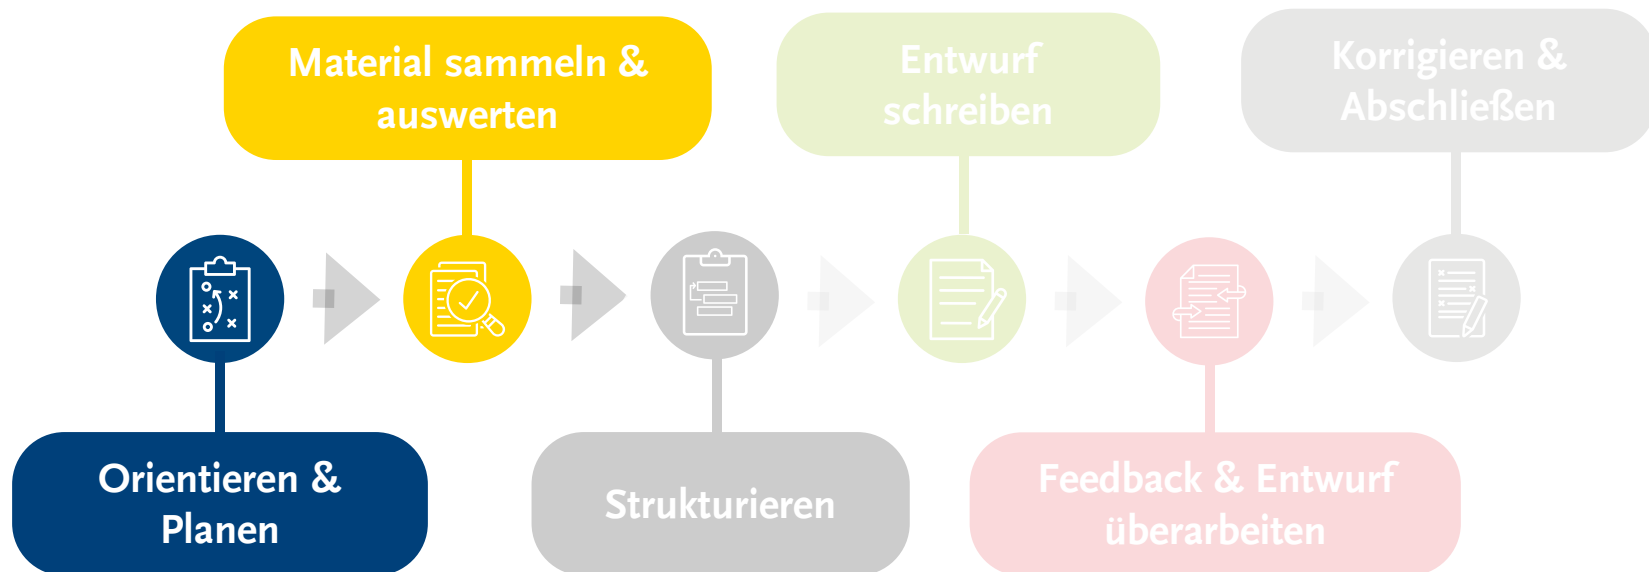 Material sammeln &
auswerten
Entwurf
schreiben
Korrigieren &
Abschließen
Orientieren &
Planen
Strukturieren
Feedback & Entwurf
überarbeiten